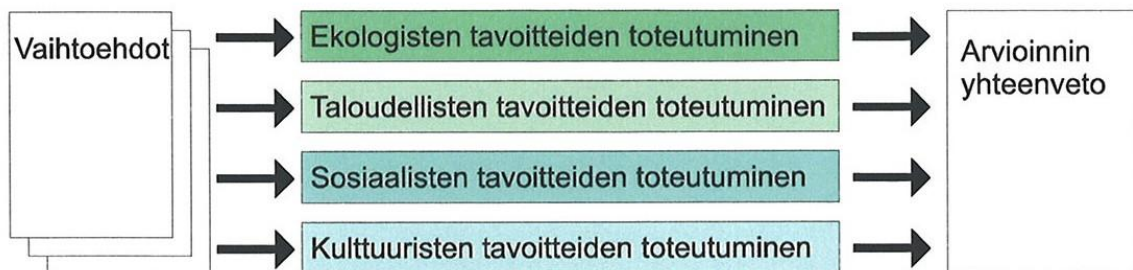 Vaihtoehdot
Ekologisten tavoitteiden toteutuminen
Taloudellisten tavoitteiden toteutuminen
Sosiaalisten tavoitteiden toteutuminen
Kulttuuristen tavoitteiden toteutuminen
Arvioinnin
yhteenveto